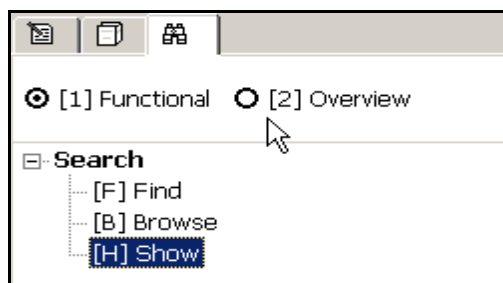 [1] Functional [2] Overview
Search
[F] Find
[B] Browse
[H] Show